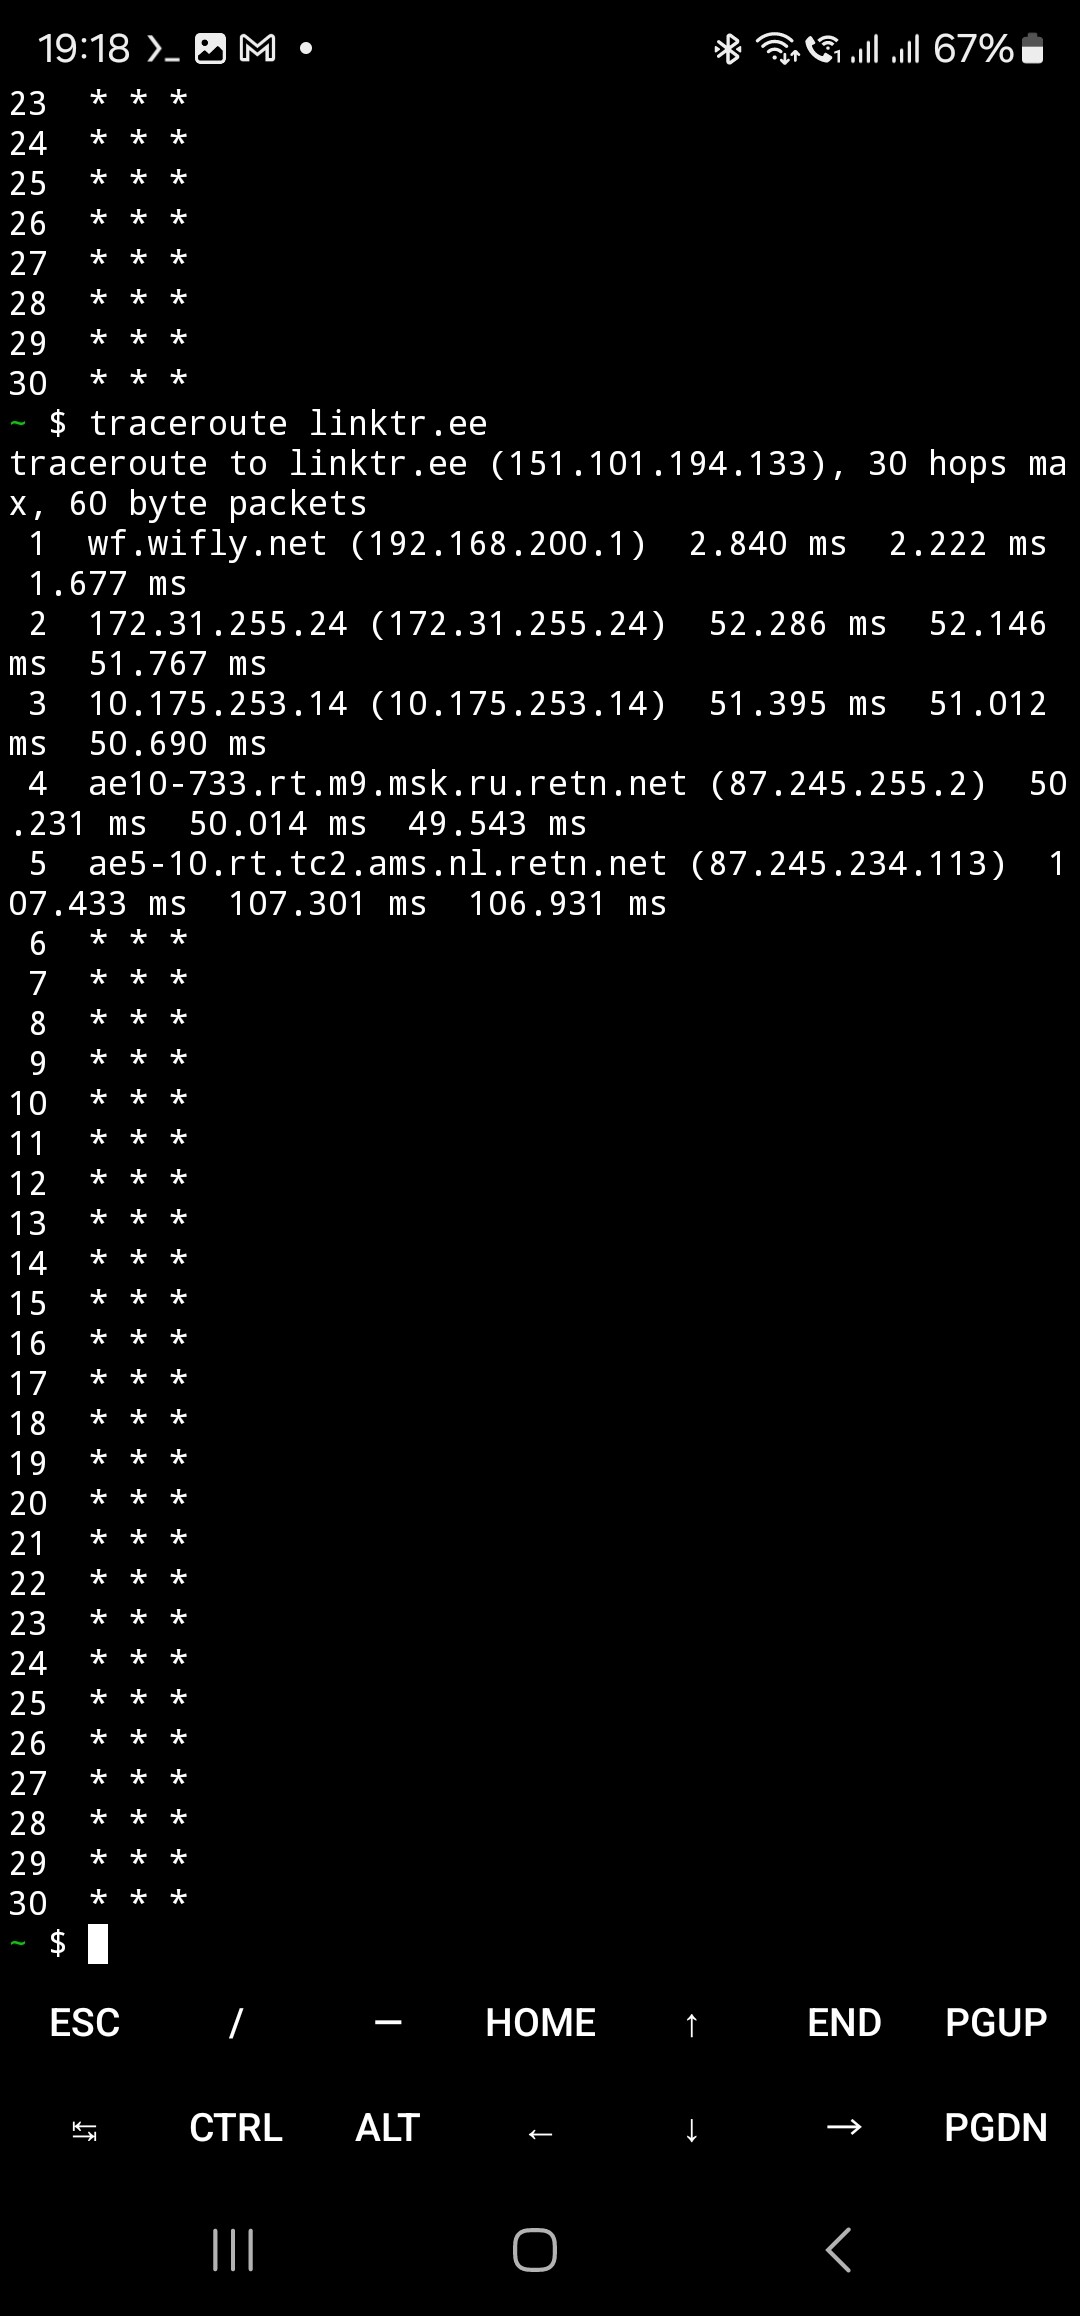 19:18 67%
23  * * *
24  * * *
25  * * *
26  * * *
27  * * *
28  * * *
29  * * *
30  * * *
~ $ traceroute linktr.ee
traceroute to linktr.ee (151.101.194.133), 30 hops ma
x, 60 byte packets
 1  wf.wifly.net (192.168.200.1)  2.840 ms  2.222 ms
 1.677 ms
 2  172.31.255.24 (172.31.255.24)  52.286 ms  52.146
ms  51.767 ms
 3  10.175.253.14 (10.175.253.14)  51.395 ms  51.012
ms  50.690 ms
 4  ae10-733.rt.m9.msk.ru.retn.net (87.245.255.2)  50
.231 ms  50.014 ms  49.543 ms
 5  ae5-10.rt.tc2.ams.nl.retn.net (87.245.234.113)  1
07.433 ms  107.301 ms  106.931 ms
 6  * * *
 7  * * *
 8  * * *
 9  * * *
10  * * *
11  * * *
12  * * *
13  * * *
14  * * *
15  * * *
16  * * *
17  * * *
18  * * *
19  * * *
20  * * *
21  * * *
22  * * *
23  * * *
24  * * *
25  * * *
26  * * *
27  * * *
28  * * *
29  * * *
30  * * *
~ $
ESC / — HOME ↑ END PGUP
↹ CTRL ALT ← ↓ → PGDN